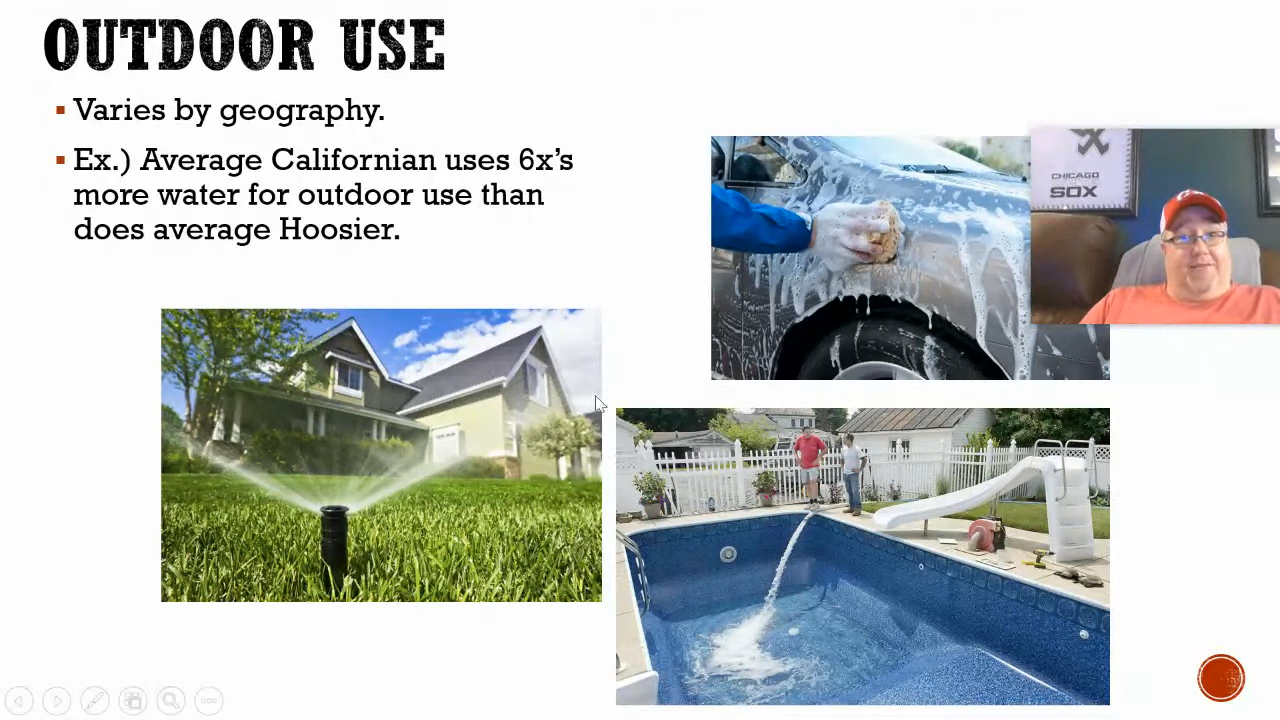 OUTDOOR USE
Varies by geography.
Ex.) Average Californian uses 6x's
more water for outdoor use than
does average Hoosier.
CHICAGO
SOX